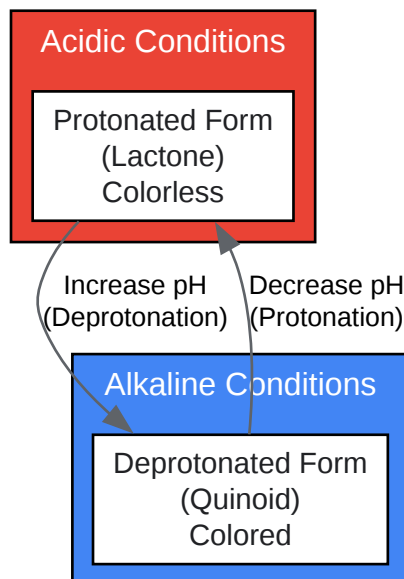 Acidic Conditions
Protonated Form
(Lactone)
Colorless
Increase pH
(Deprotonation)
Decrease pH
(Protonation)
Alkaline Conditions
Deprotonated Form
(Quinoid)
Colored